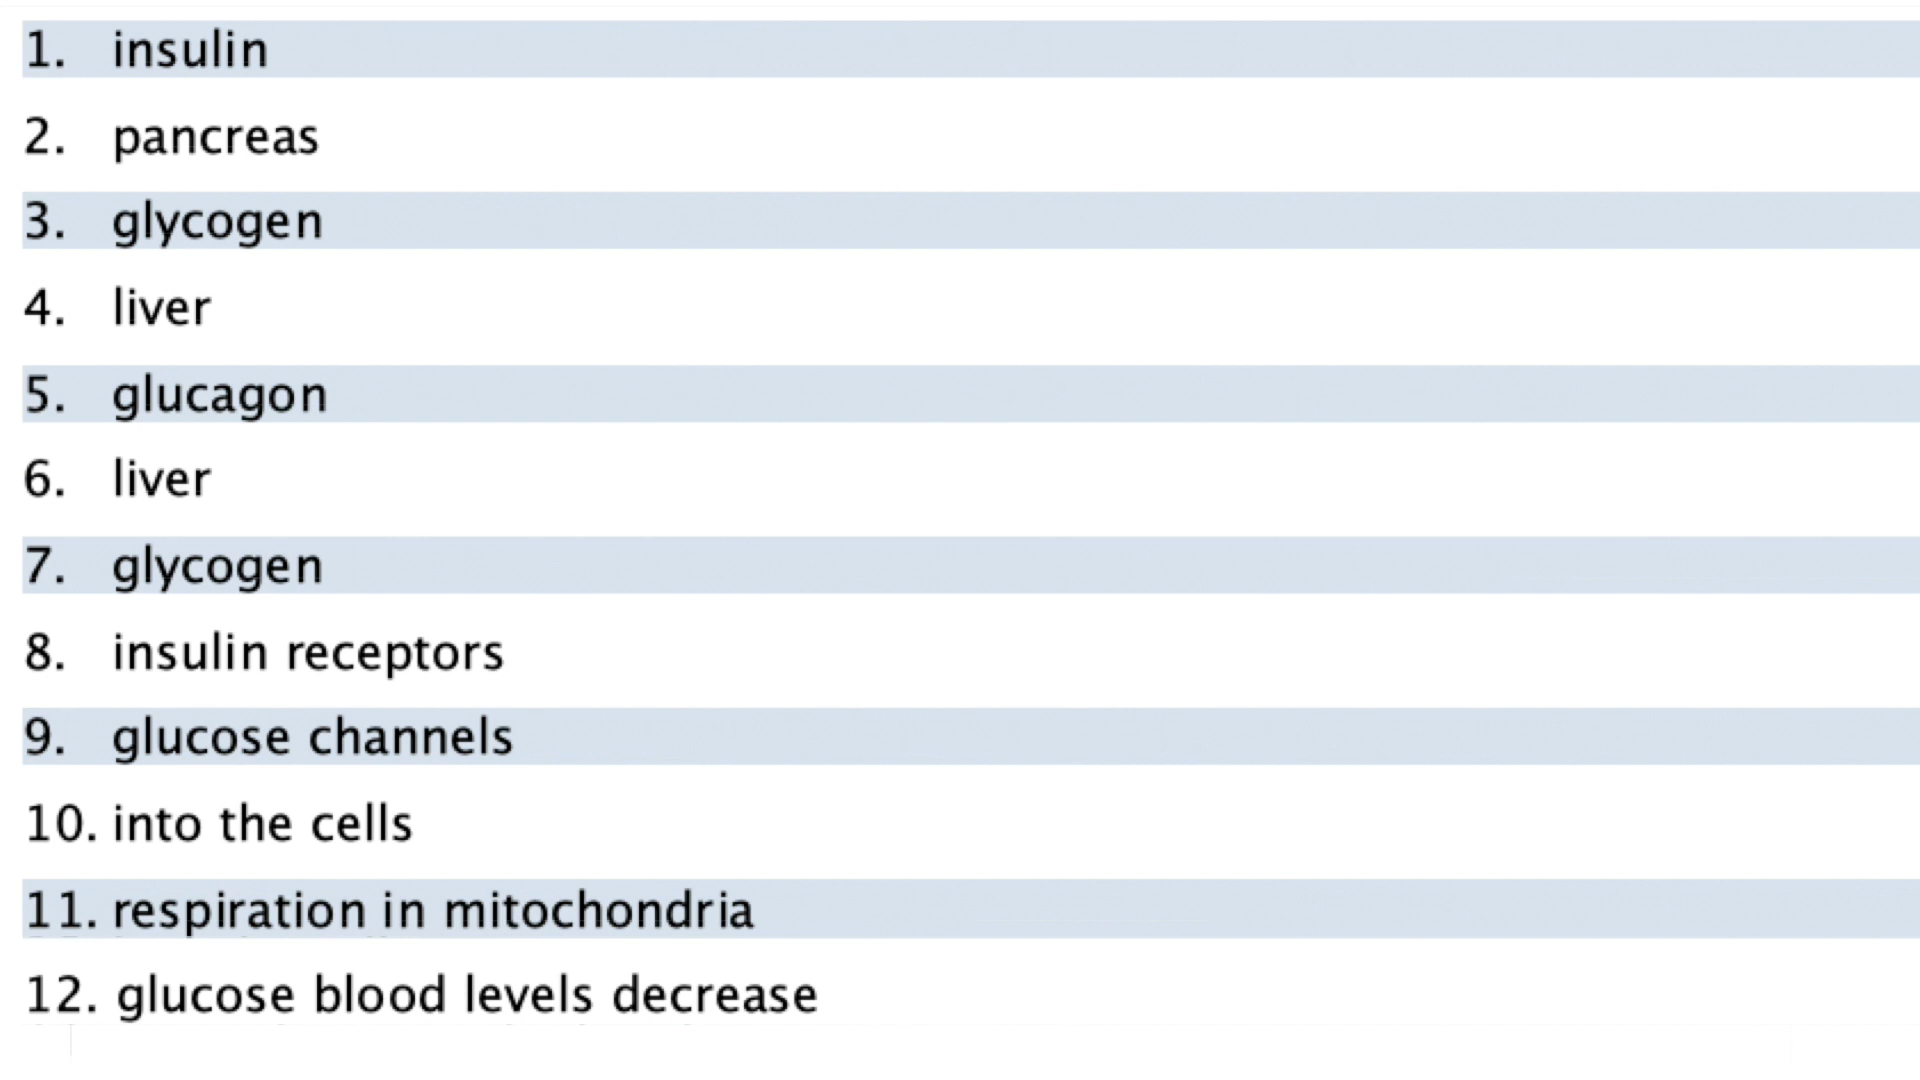 1. insulin
2. pancreas
3. glycogen
4. liver
5. glucagon
6. liver
7. glycogen
8. insulin receptors
9. glucose channels
10. into the cells
11. respiration in mitochondria
12. glucose blood levels decrease